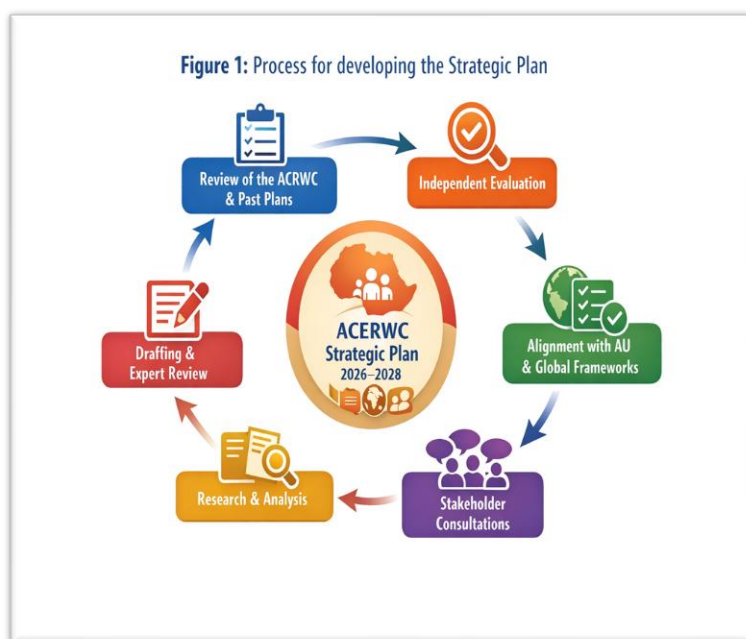 Figure 1: Process for developing the Strategic Plan
Review of the ACRWC
& Past Plans
Independent Evaluation
Alignment with AU
& Global Frameworks
Stakeholder
Consultations
Research & Analysis
Draffing &
Expert Review
ACERWC
Strategic Plan
2026–2028